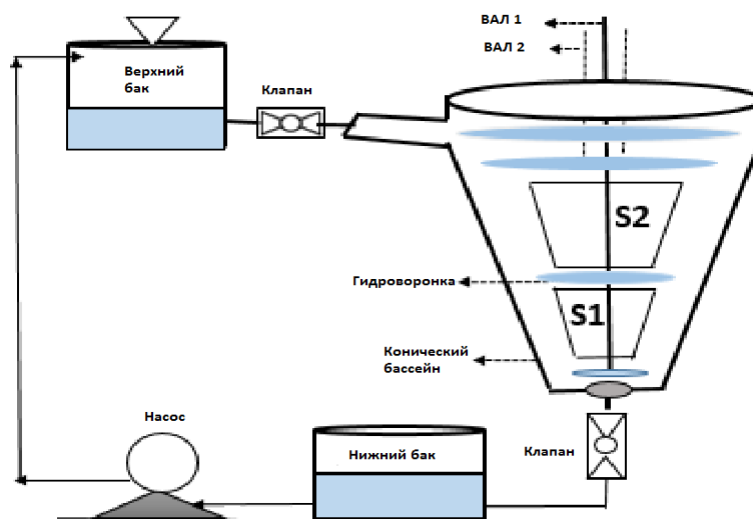 ВАЛ 1
ВАЛ 2
Верхний
бак
Клапан
S2
Гидроворонка
S1
Конический
бассейн
Насос
Нижний бак
Клапан